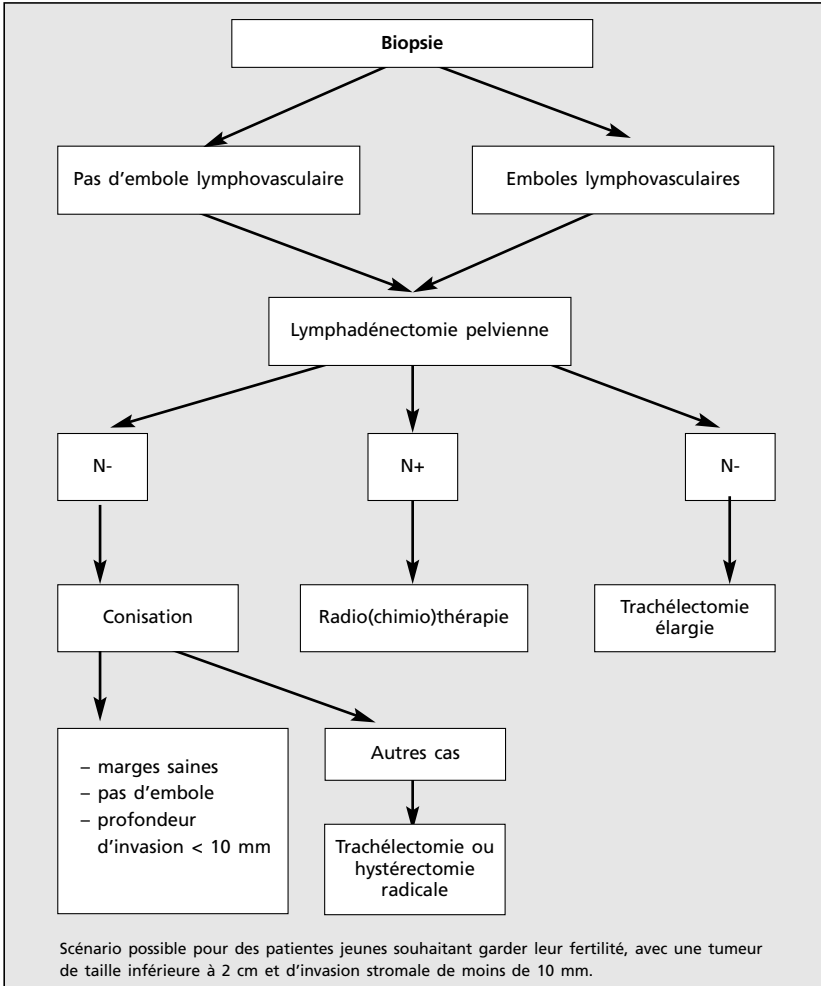 Biopsie
Pas d'embole lymphovasculaire
Emboles lymphovasculaires
Lymphadénectomie pelvienne
N-
N+
N-
Conisation
Radio(chimio)thérapie
Trachélectomie
élargie
– marges saines
– pas d'embole
– profondeur
d'invasion < 10 mm
Autres cas
Trachélectomie ou
hystérectomie
radicale
Scénario possible pour des patientes jeunes souhaitant garder leur fertilité, avec une tumeur
de taille inférieure à 2 cm et d'invasion stromale de moins de 10 mm.